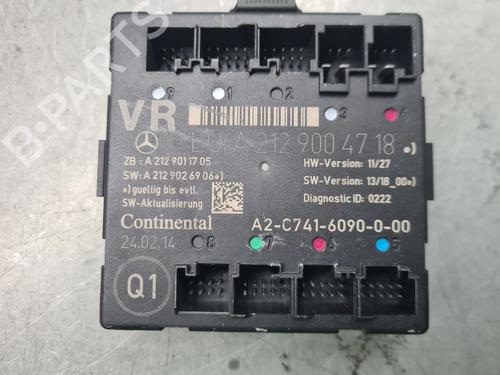 9 1 2 3 4
VR
EU A 212 900 47 18 *)
ZB : A 212 901 17 05
SW: A 212 902 69 06*)
*) gueltig bis evtl.
SW-Aktualisierung
HW-Version: 11/27
SW-Version: 13/18_00*)
Diagnostic ID: 0222
Continental A2-C741-6090-0-00
24.02.14
8 7 6 5
Q1
B-PARTS